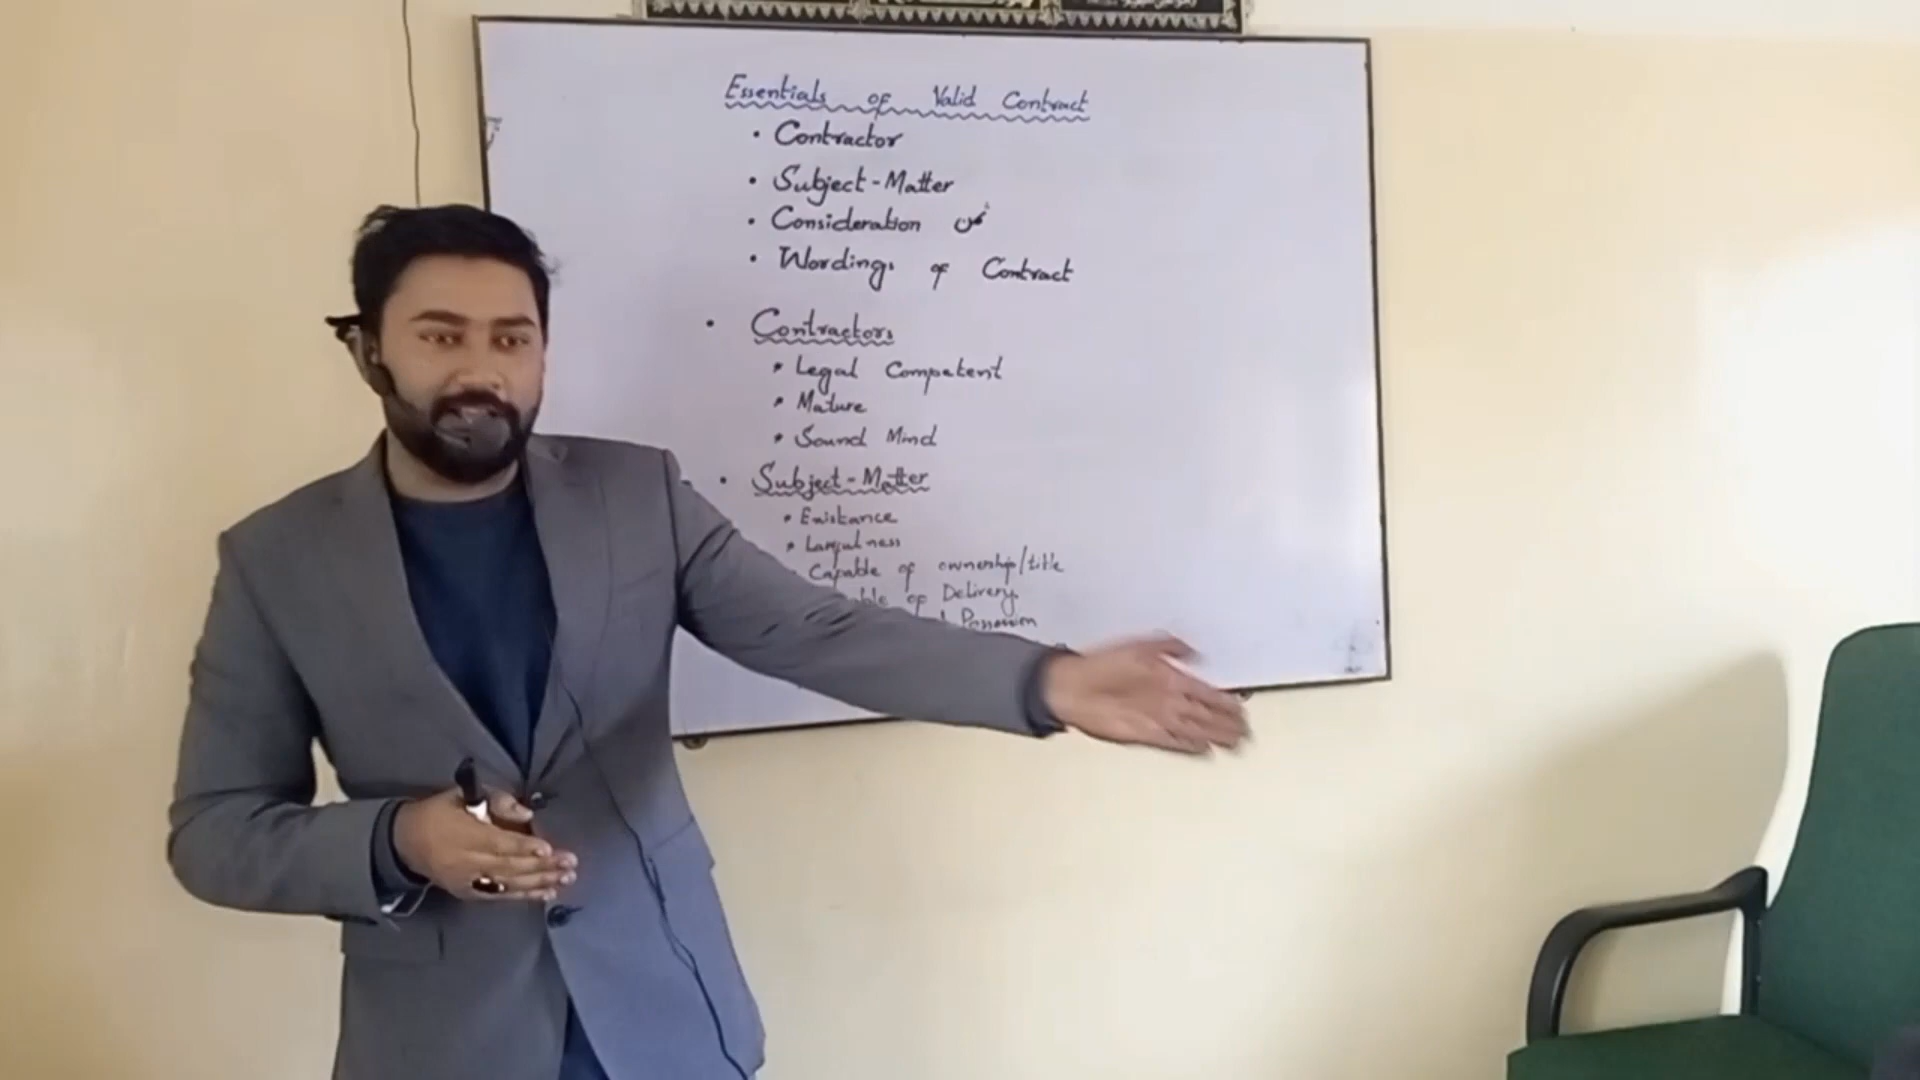 Essentials of Valid Contract
• Contractor
• Subject-Matter
• Consideration ثمن
• Wordings of Contract
• Contractors
* Legal Competent
* Mature
* Sound Mind
• Subject-Matter
* Existance
* Lawfulness
* Capable of ownership/title
of Delivery
Possession